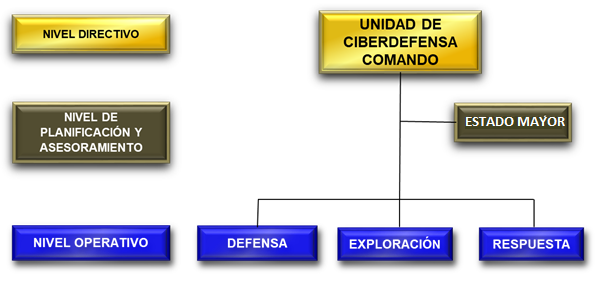 NIVEL DIRECTIVO
UNIDAD DE
CIBERDEFENSA
COMANDO
NIVEL DE
PLANIFICACIÓN Y
ASESORAMIENTO
ESTADO MAYOR
NIVEL OPERATIVO
DEFENSA
EXPLORACIÓN
RESPUESTA